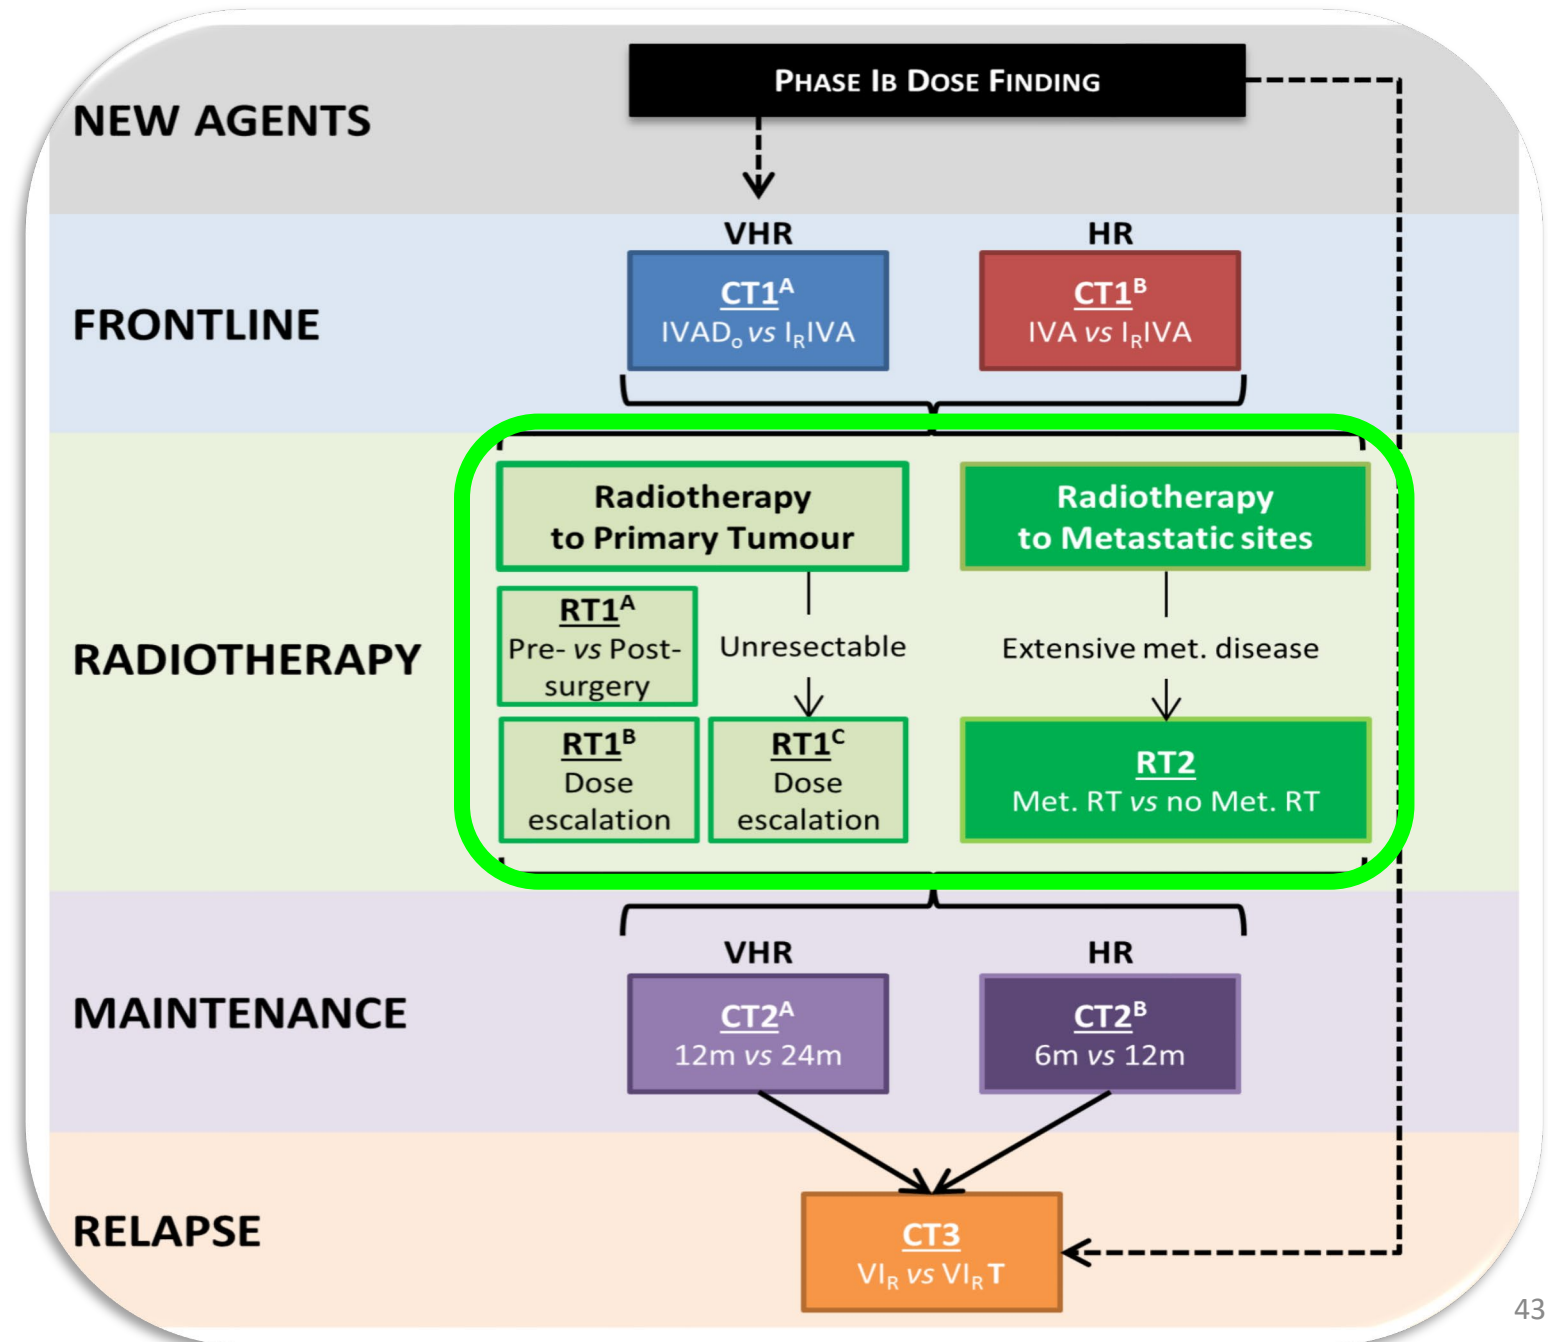 NEW AGENTS
PHASE IB DOSE FINDING
FRONTLINE
VHR
HR
CT1A
IVADo vs IRIVA
CT1B
IVA vs IRIVA
RADIOTHERAPY
Radiotherapy
to Primary Tumour
Radiotherapy
to Metastatic sites
RT1A
Pre- vs Post-
surgery
Unresectable
Extensive met. disease
RT1B
Dose
escalation
RT1C
Dose
escalation
RT2
Met. RT vs no Met. RT
MAINTENANCE
VHR
HR
CT2A
12m vs 24m
CT2B
6m vs 12m
RELAPSE
CT3
VIR vs VIRT
43